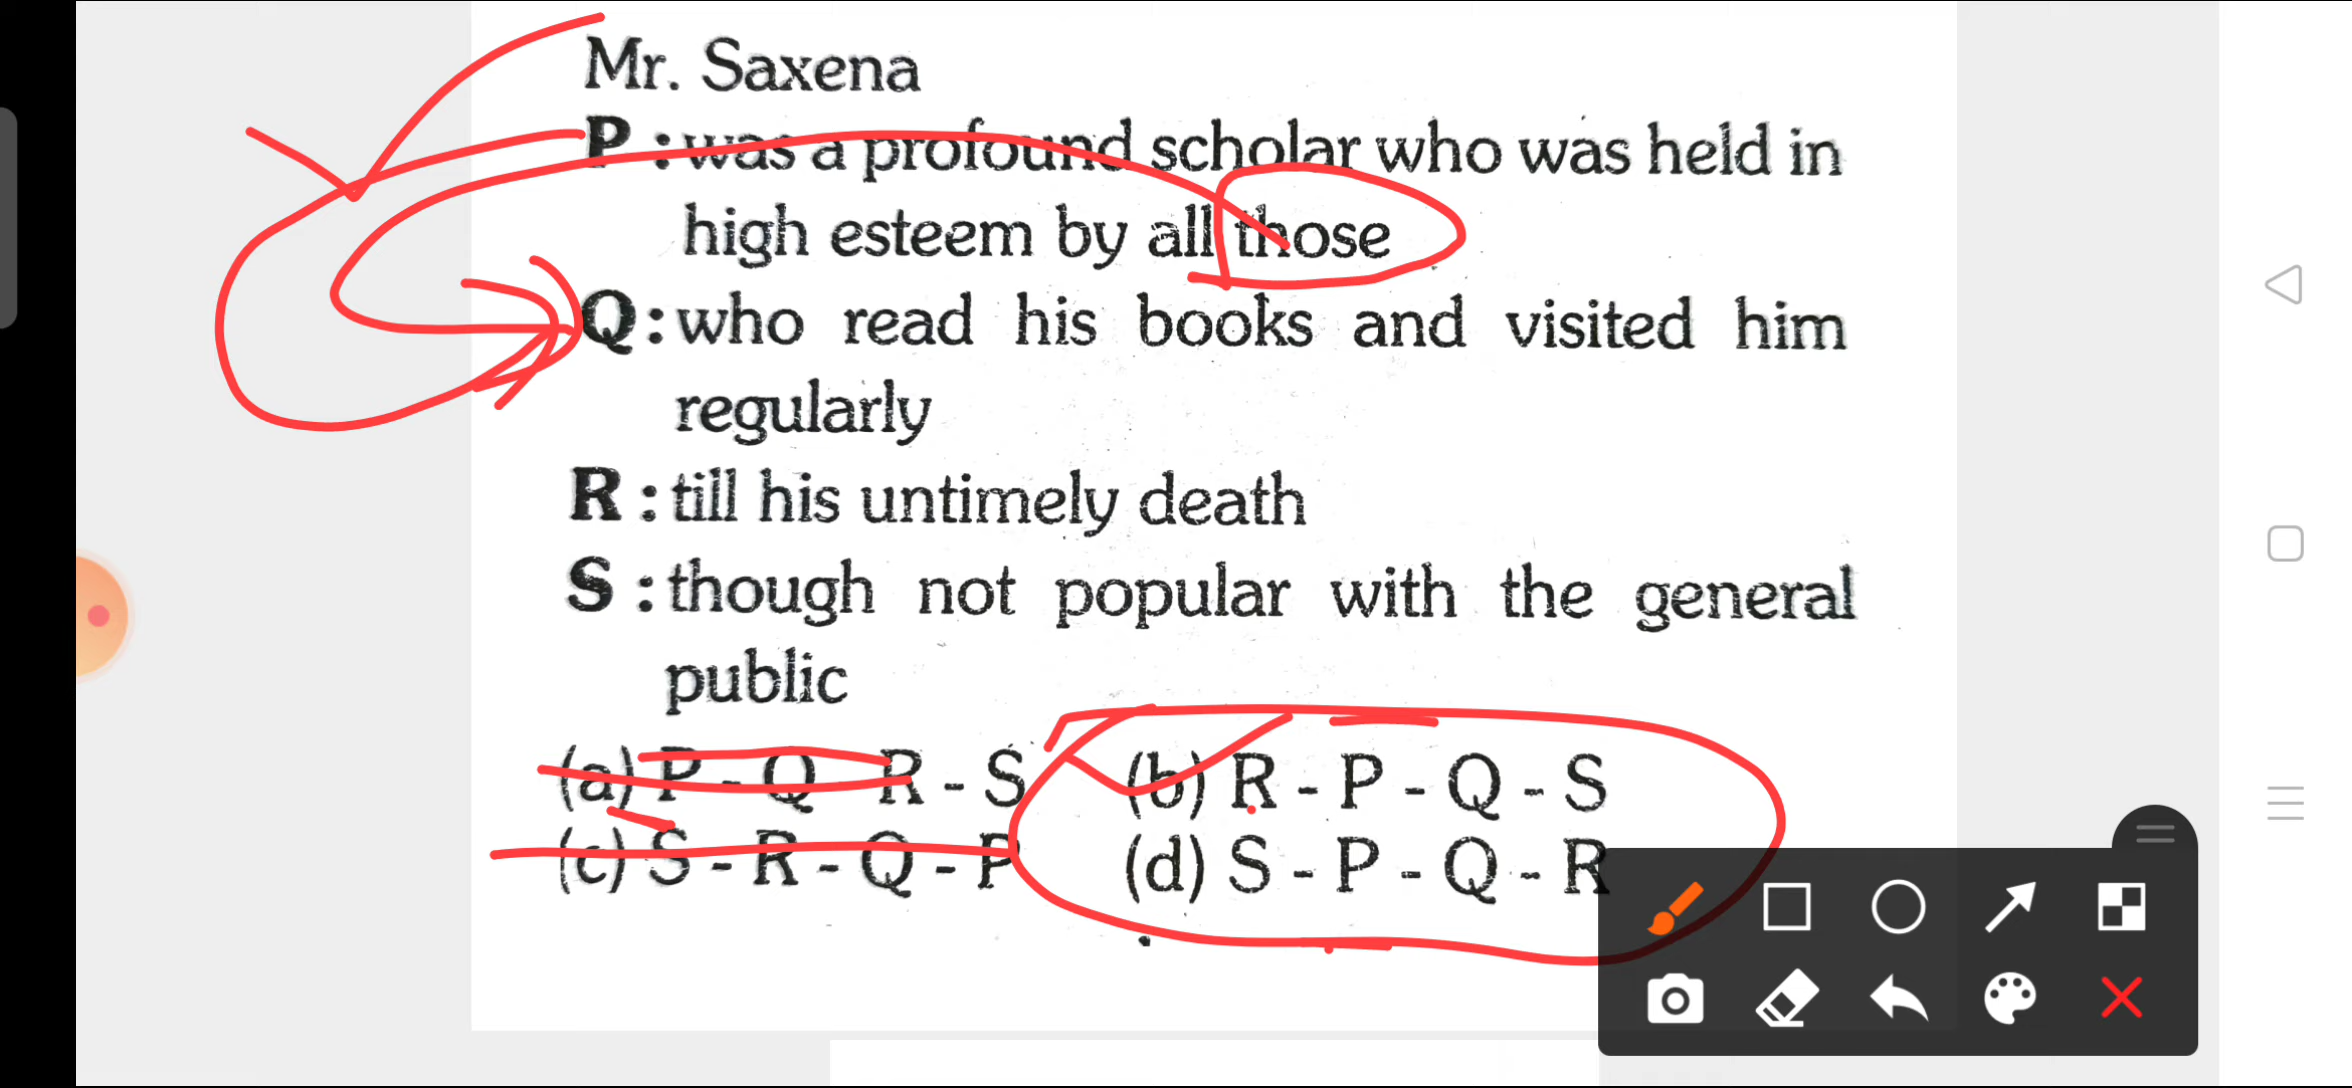 Mr. Saxena
P : was a profound scholar who was held in
high esteem by all those
Q : who read his books and visited him
regularly
R : till his untimely death
S : though not popular with the general
public
(a) P - Q R - S (b) R - P - Q - S
(c) S - R - Q - P (d) S - P - Q - R